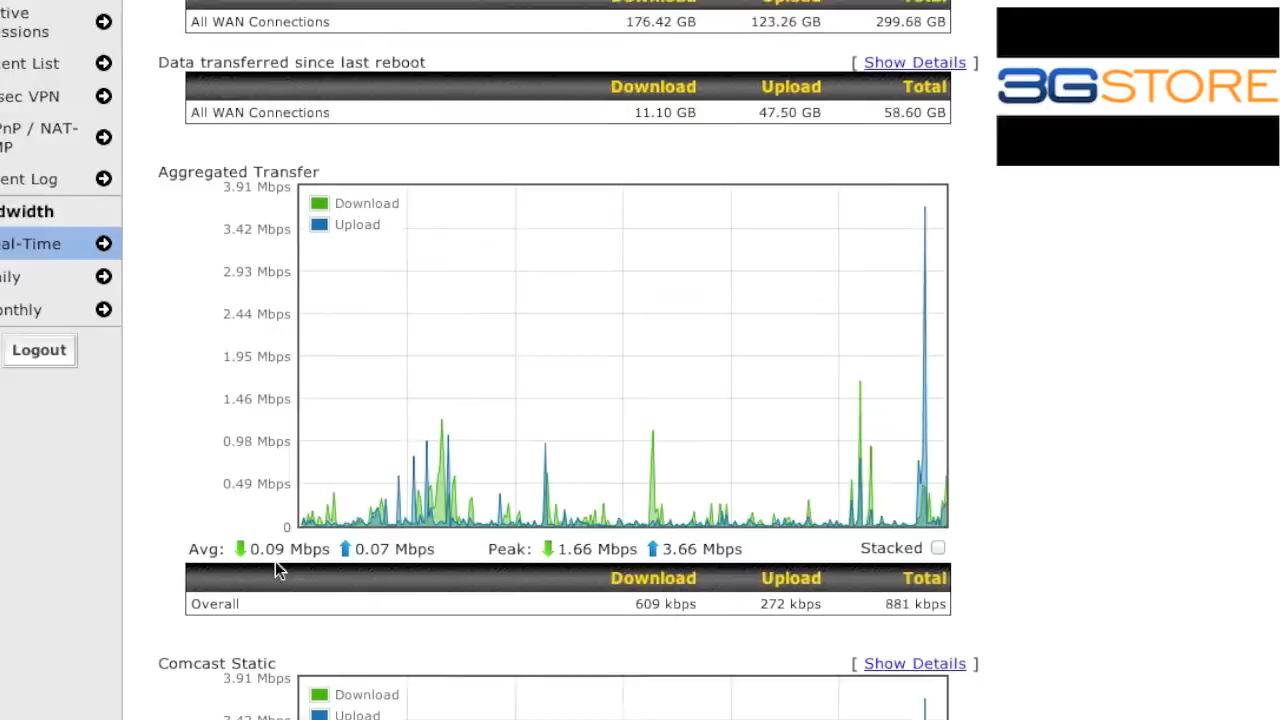 tive
essions
All WAN Connections 176.42 GB 123.26 GB 299.68 GB
ent List
Data transferred since last reboot [ Show Details ]
Download Upload Total
3GSTORE
sec VPN
All WAN Connections 11.10 GB 47.50 GB 58.60 GB
PnP / NAT-
MP
ent Log
Aggregated Transfer
3.91 Mbps
Download
Upload
3.42 Mbps
2.93 Mbps
2.44 Mbps
1.95 Mbps
1.46 Mbps
0.98 Mbps
0.49 Mbps
0
dwidth
al-Time
ily
onthly
Logout
Avg: 0.09 Mbps 0.07 Mbps Peak: 1.66 Mbps 3.66 Mbps Stacked
Download Upload Total
Overall 609 kbps 272 kbps 881 kbps
Comcast Static [ Show Details ]
3.91 Mbps
Download
Upload